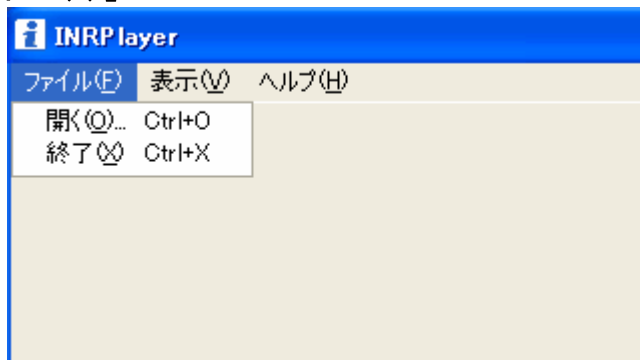 INRPlayer
ファイル(F) 表示(V) ヘルプ(H)
開く(O)... Ctrl+O
終了(X) Ctrl+X